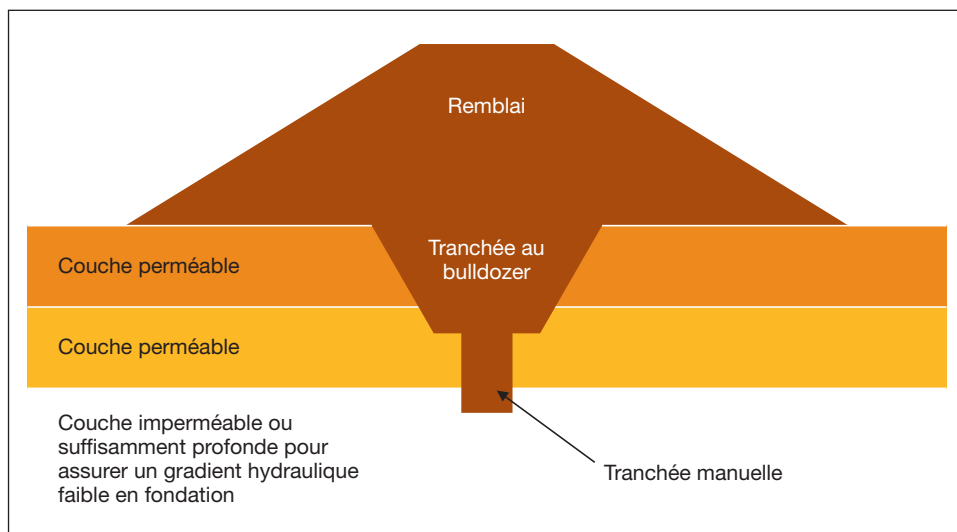 Remblai
Tranchée au
bulldozer
Couche perméable
Couche perméable
Couche imperméable ou
suffisamment profonde pour
assurer un gradient hydraulique
faible en fondation
Tranchée manuelle